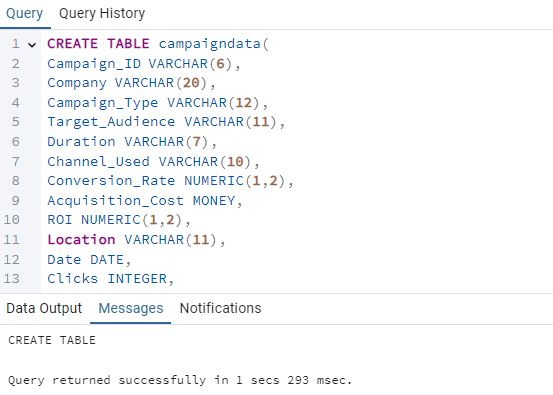 Query Query History
1 CREATE TABLE campaigndata(
2 Campaign_ID VARCHAR(6),
3 Company VARCHAR(20),
4 Campaign_Type VARCHAR(12),
5 Target_Audience VARCHAR(11),
6 Duration VARCHAR(7),
7 Channel_Used VARCHAR(10),
8 Conversion_Rate NUMERIC(1,2),
9 Acquisition_Cost MONEY,
10 ROI NUMERIC(1,2),
11 Location VARCHAR(11),
12 Date DATE,
13 Clicks INTEGER,
Data Output Messages Notifications
CREATE TABLE
Query returned successfully in 1 secs 293 msec.